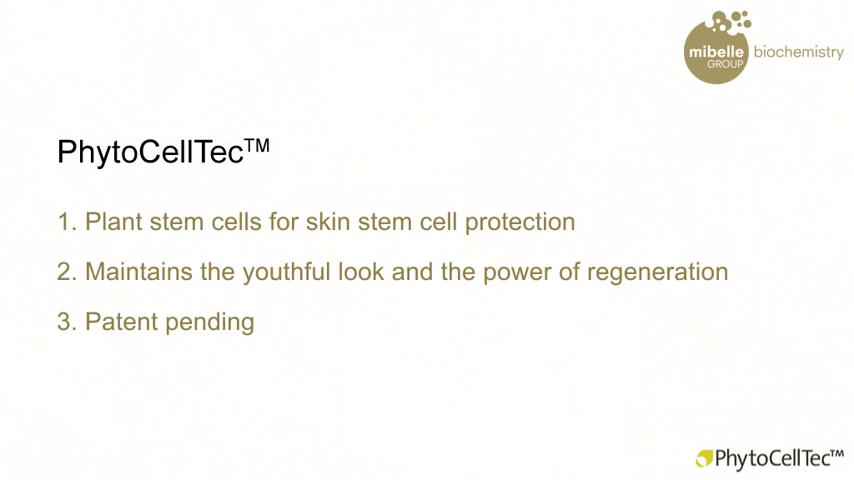 mibelle biochemistry
GROUP
PhytoCellTec™
1. Plant stem cells for skin stem cell protection
2. Maintains the youthful look and the power of regeneration
3. Patent pending
PhytoCellTec™